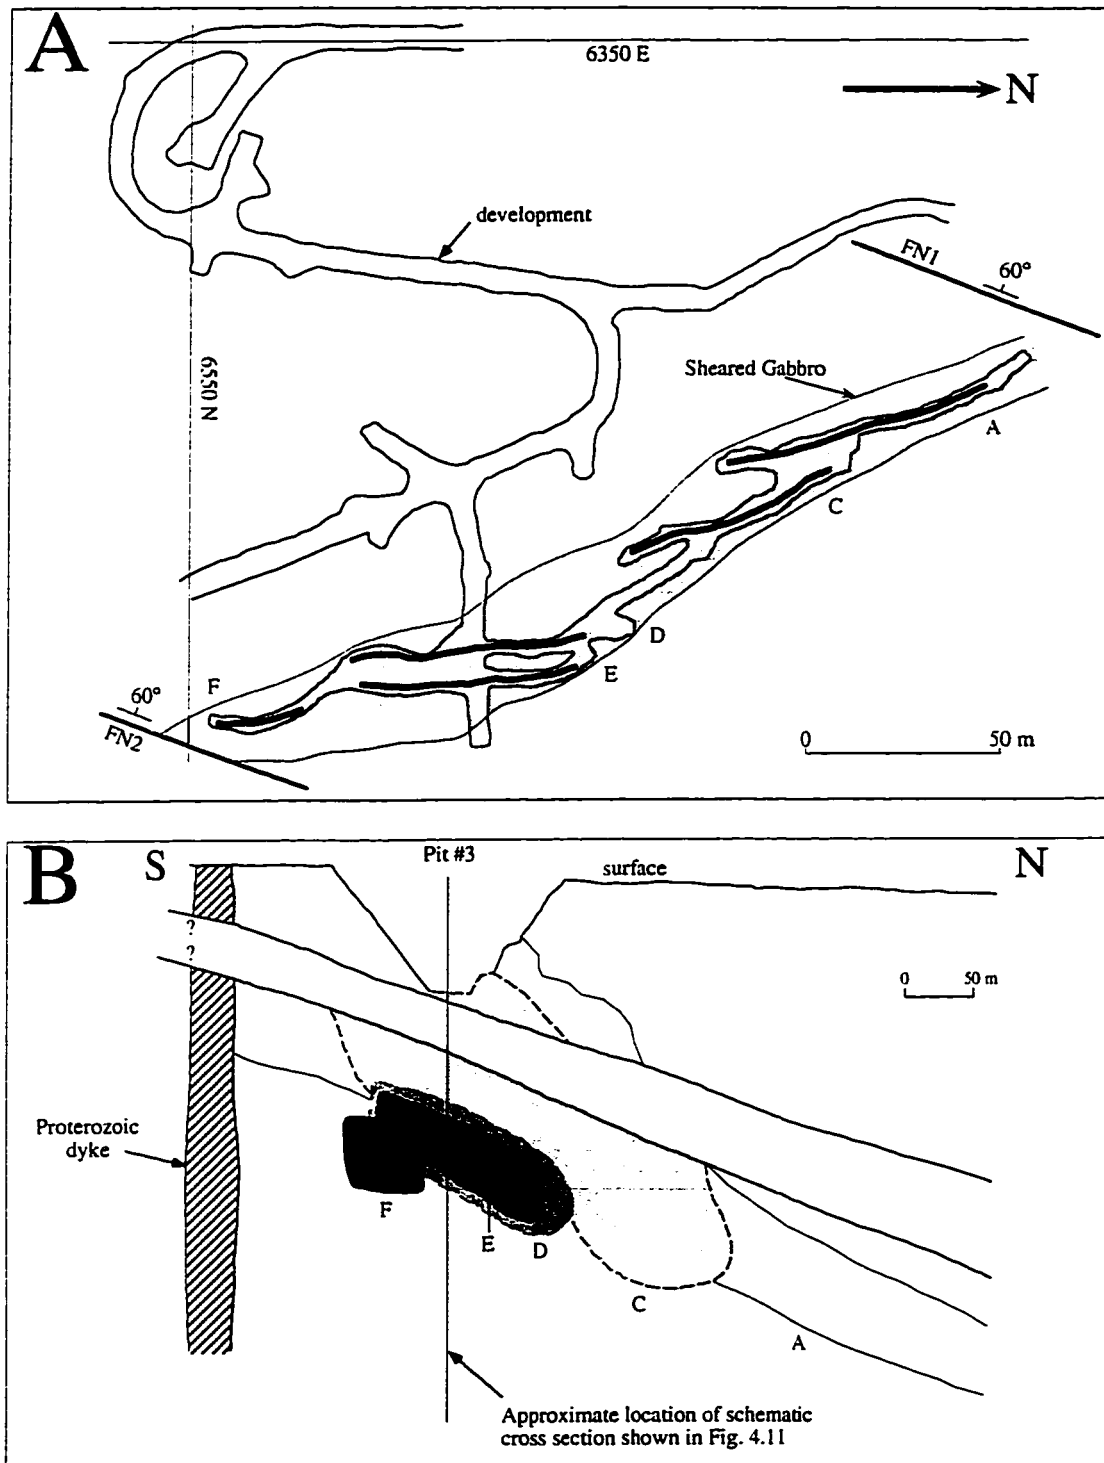 A
6350 E
N
development
FN1
60°
6550 N
Sheared Gabbro
A
C
D
E
F
60°
FN2
0 50 m
B
S
Pit #3
surface
N
?
?
0 50 m
Proterozoic
dyke
F
E
D
C
A
Approximate location of schematic
cross section shown in Fig. 4.11